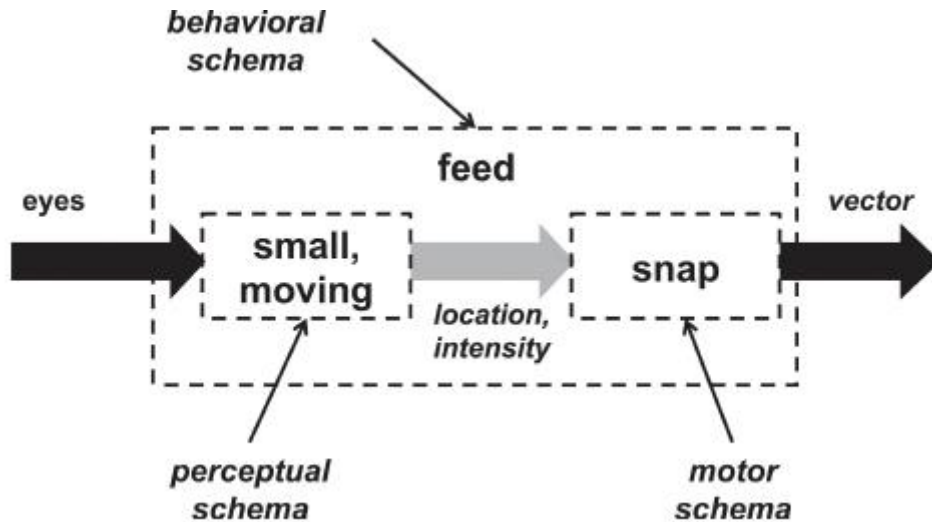 behavioral
schema
feed
eyes
vector
small,
moving
snap
location,
intensity
perceptual
schema
motor
schema